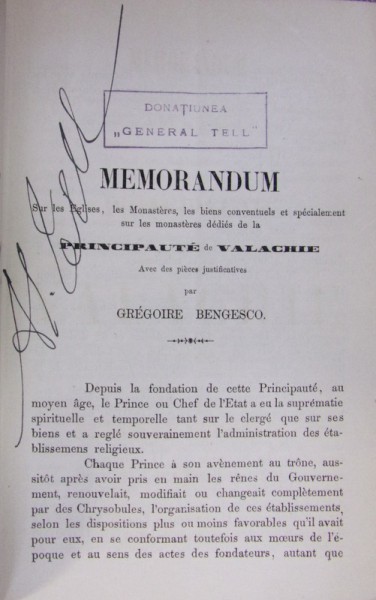 DONAȚIUNEA
„GENERAL TELL"
MEMORANDUM
Sur les Eglises, les Monastères, les biens conventuels et spécialement
sur les monastères dédiés de la
PRINCIPAUTÉ de VALACHIE
Avec des pièces justificatives
par
GRÉGOIRE BENGESCO.
Depuis la fondation de cette Principauté, au
moyen âge, le Prince ou Chef de l'Etat a eu la suprématie
spirituelle et temporelle tant sur le clergé que sur ses
biens et a reglé souverainement l'administration des éta-
blissemens religieux.
Chaque Prince à son avènement au trône, aus-
sitôt après avoir pris en main les rênes du Gouverne-
ment, renouvelait, modifiait ou changeait complètement
par des Chrysobules, l'organisation de ces établissements,
selon les dispositions plus ou moins favorables qu'il avait
pour eux, en se conformant toutefois aux mœurs de l'é-
poque et au sens des actes des fondateurs, autant que